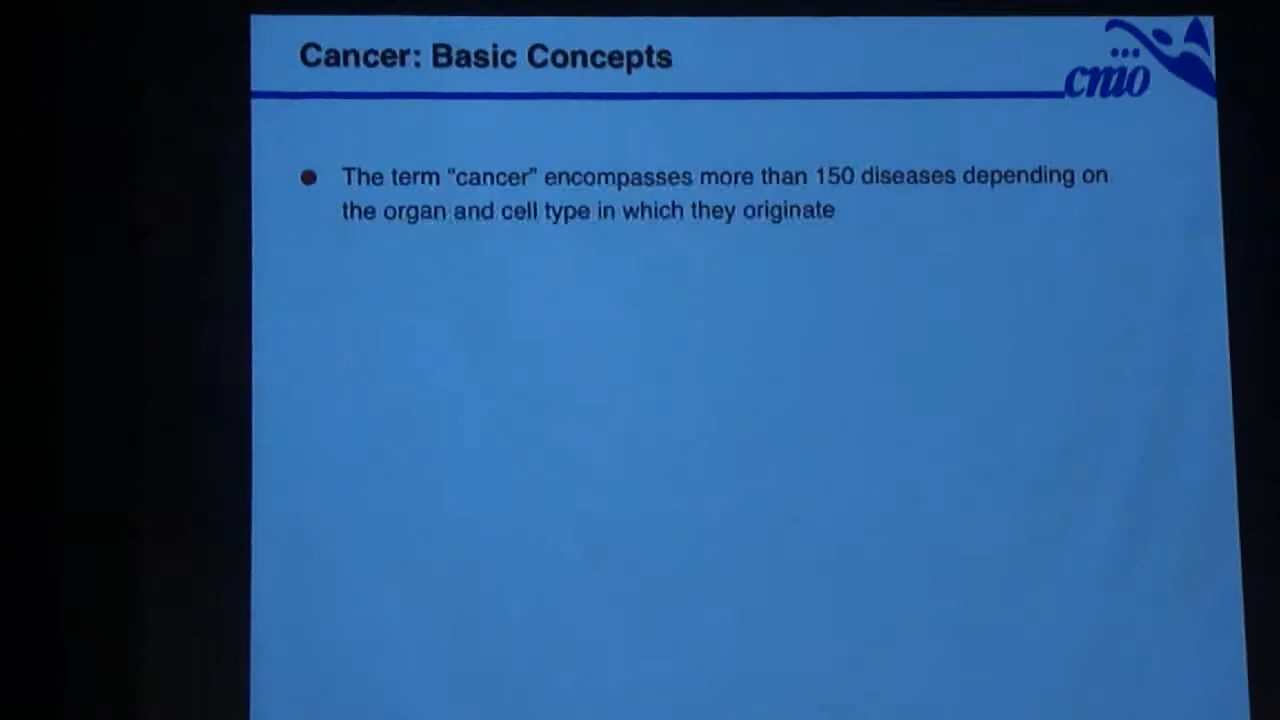 Cancer: Basic Concepts
cnio
The term “cancer” encompasses more than 150 diseases depending on
the organ and cell type in which they originate